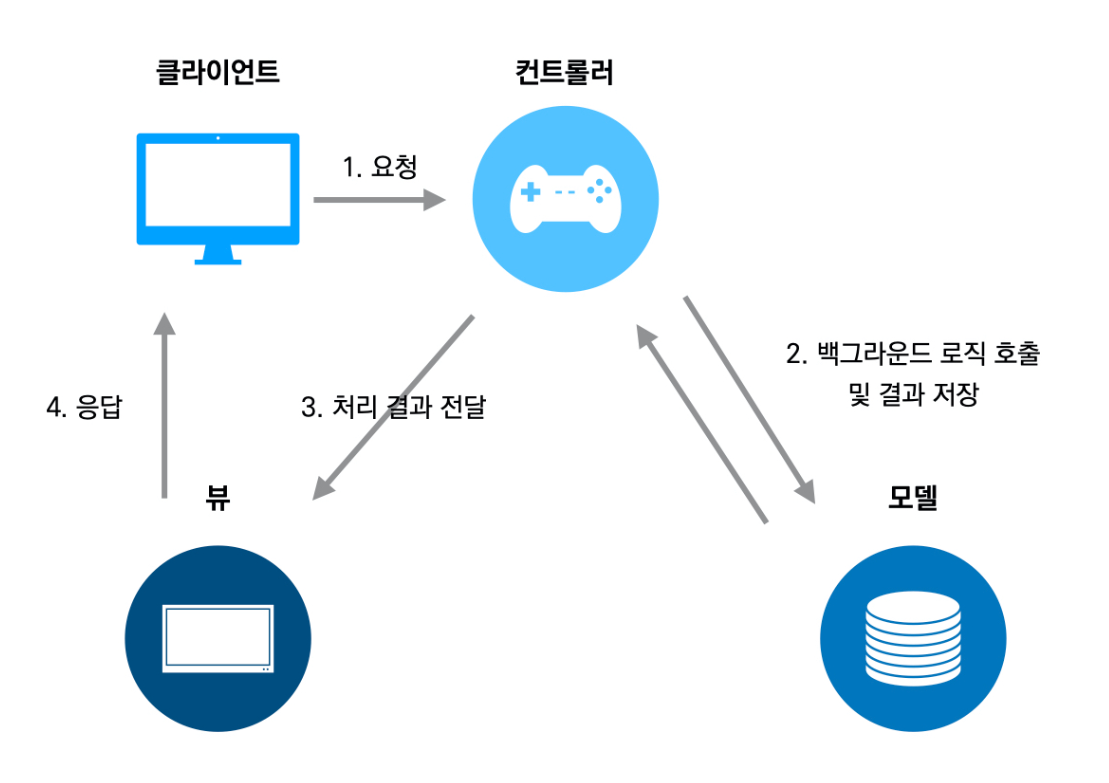 클라이언트
컨트롤러
1. 요청
2. 백그라운드 로직 호출
및 결과 저장
4. 응답
3. 처리 결과 전달
뷰
모델